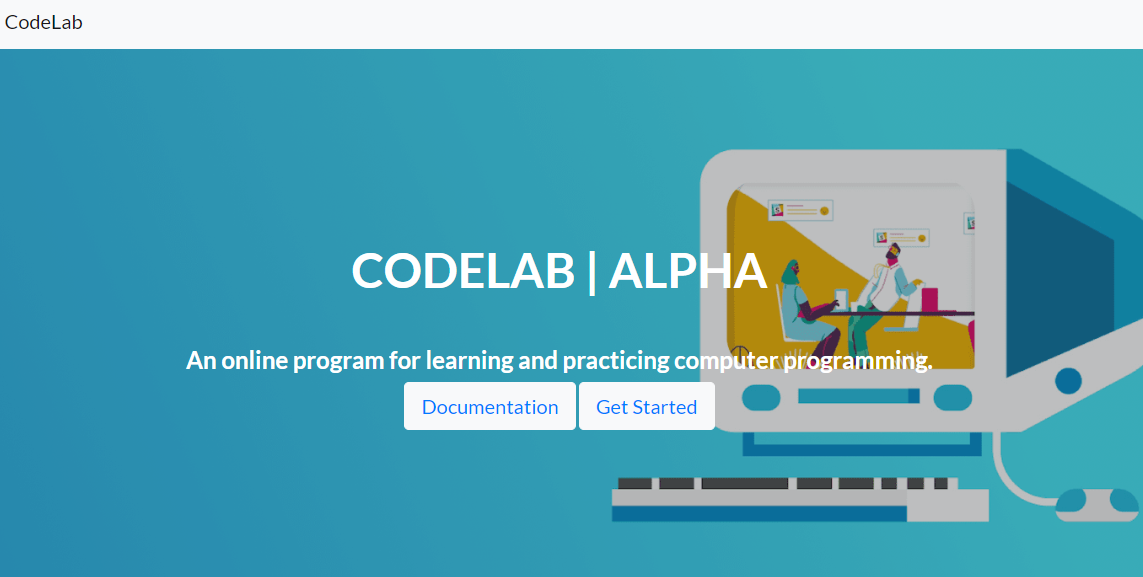 CodeLab
CODELAB | ALPHA
An online program for learning and practicing computer programming.
Documentation Get Started